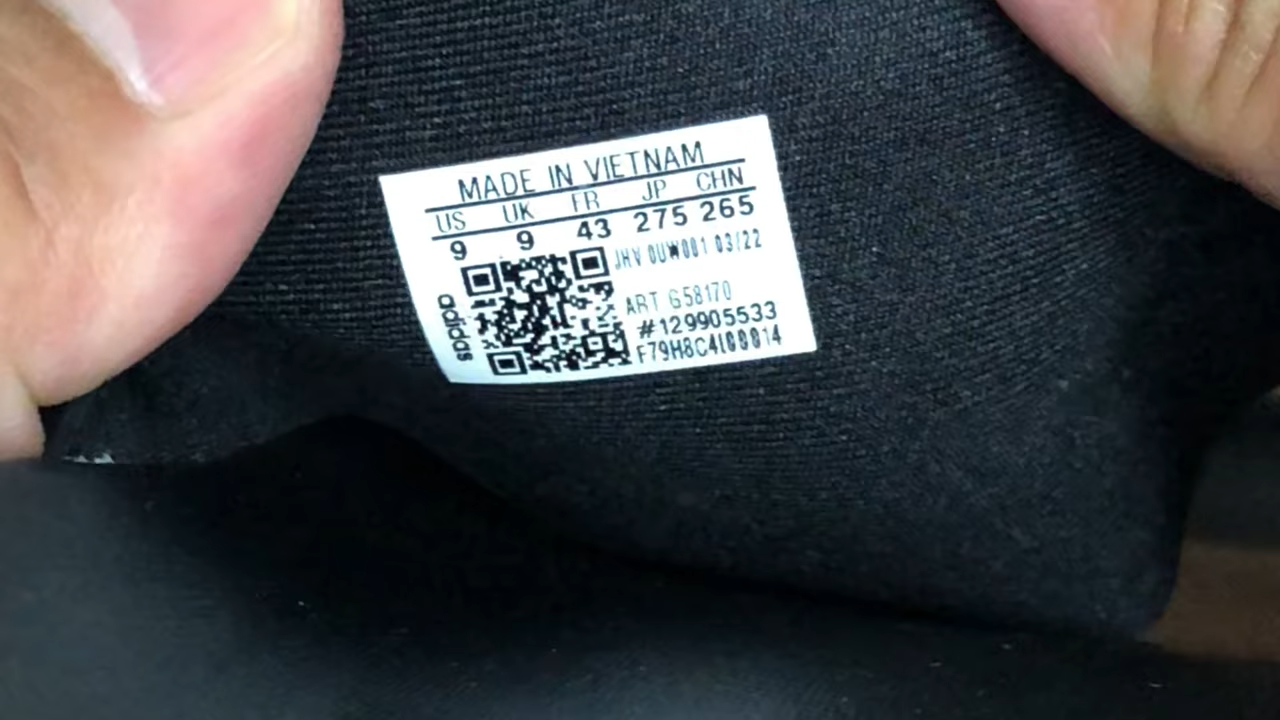 MADE IN VIETNAM
US UK FR JP CHN
9 9 43 275 265
JHV 0UW001 03/22
ART G58170
#129905533
F79H8C4I00014
adidas